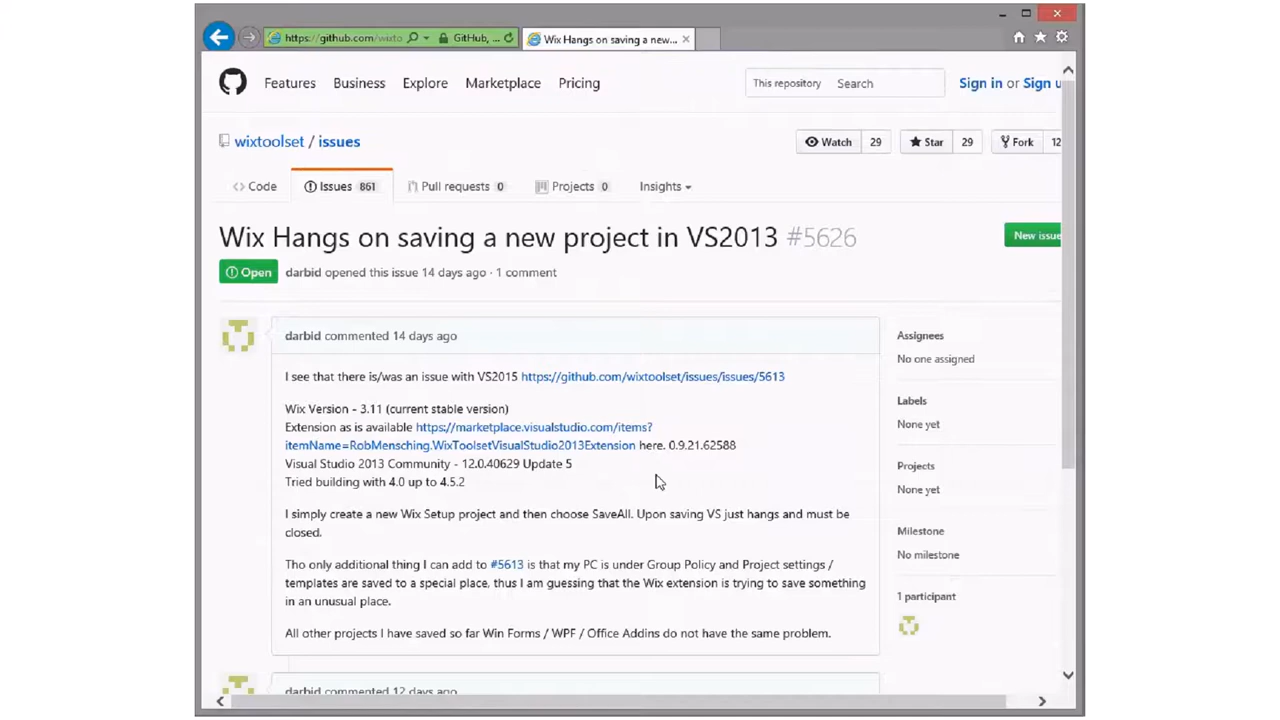 https://github.com/wixto
GitHub, ...
Wix Hangs on saving a new...
Features Business Explore Marketplace Pricing
This repository Search
Sign in or Sign u
wixtoolset / issues
Watch 29 Star 29 Fork 12
Code Issues 861 Pull requests 0 Projects 0 Insights
Wix Hangs on saving a new project in VS2013 #5626
New issue
Open darbid opened this issue 14 days ago · 1 comment
darbid commented 14 days ago
I see that there is/was an issue with VS2015 https://github.com/wixtoolset/issues/issues/5613
Wix Version - 3.11 (current stable version)
Extension as is available https://marketplace.visualstudio.com/items?
itemName=RobMensching.WixToolsetVisualStudio2013Extension here. 0.9.21.62588
Visual Studio 2013 Community - 12.0.40629 Update 5
Tried building with 4.0 up to 4.5.2
I simply create a new Wix Setup project and then choose SaveAll. Upon saving VS just hangs and must be
closed.
Tho only additional thing I can add to #5613 is that my PC is under Group Policy and Project settings /
templates are saved to a special place, thus I am guessing that the Wix extension is trying to save something
in an unusual place.
All other projects I have saved so far Win Forms / WPF / Office Addins do not have the same problem.
darbid commented 12 days ago
Assignees
No one assigned
Labels
None yet
Projects
None yet
Milestone
No milestone
1 participant